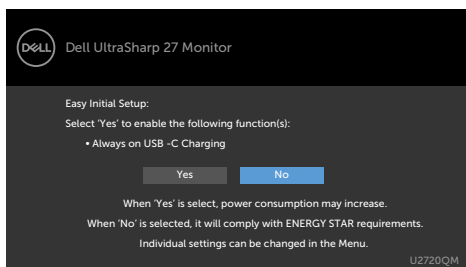 DELL
Dell UltraSharp 27 Monitor
Easy Initial Setup:
Select 'Yes' to enable the following function(s):
• Always on USB -C Charging
Yes No
When 'Yes' is select, power consumption may increase.
When 'No' is selected, it will comply with ENERGY STAR requirements.
Individual settings can be changed in the Menu.
U2720QM